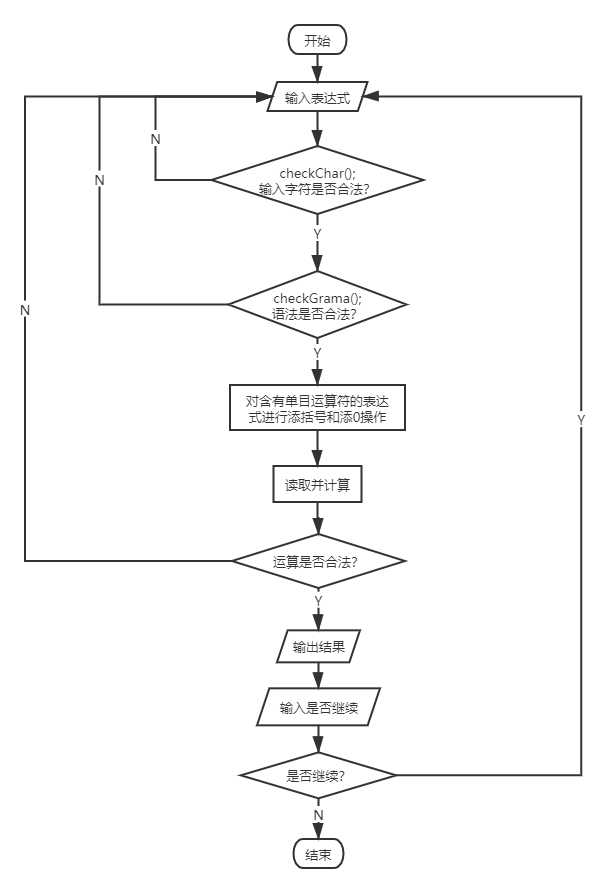 开始
输入表达式
N
checkChar();
输入字符是否合法?
N
Y
checkGrama();
语法是否合法?
N
Y
对含有单目运算符的表达
式进行添括号和添0操作
Y
读取并计算
运算是否合法?
Y
输出结果
输入是否继续
是否继续?
N
结束